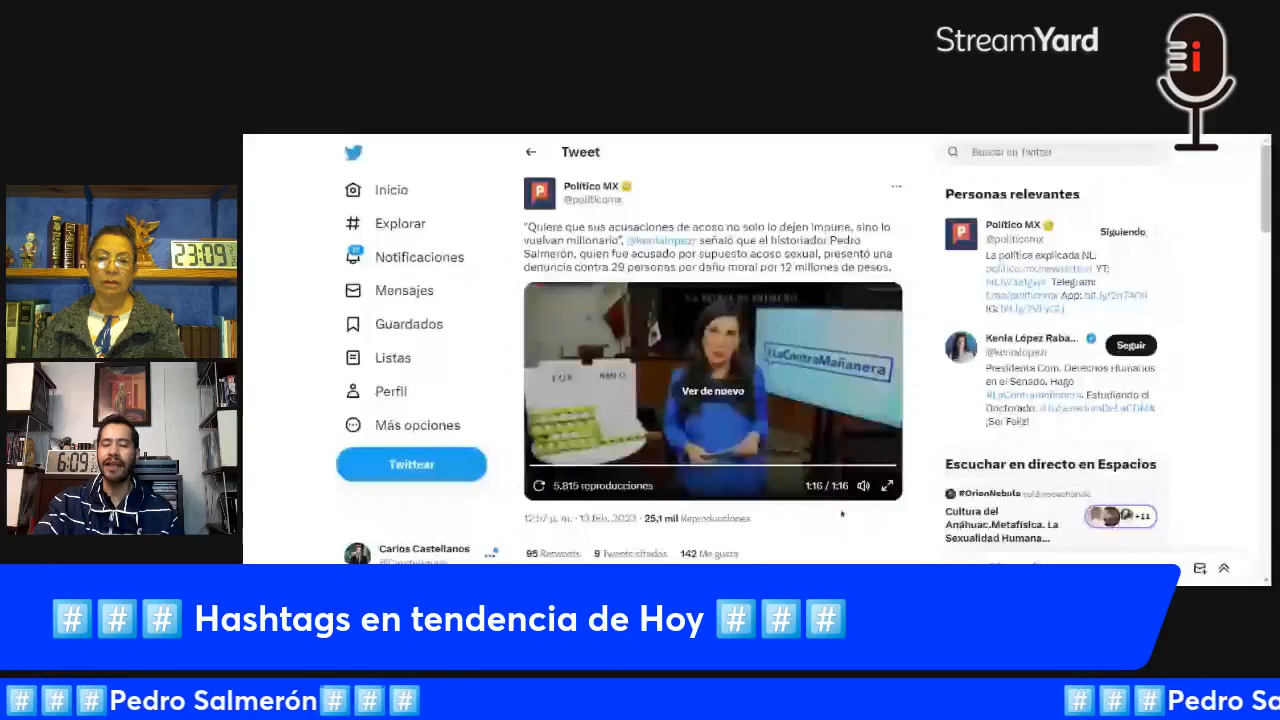 StreamYard
i
Tweet
Buscar en Twitter
Inicio
Explorar
Notificaciones
Mensajes
Guardados
Listas
Perfil
Más opciones
Twittear
Carlos Castellanos
Político MX
@politicomx
"Quiere que sus acusaciones de acoso no solo lo dejen impune, sino lo
vuelvan millonario", @kenialopezr señaló que el historiador Pedro
Salmerón, quien fue acusado por supuesto acoso sexual, presentó una
denuncia contra 29 personas por daño moral por 12 millones de pesos.
#LaContraMañanera
Ver de nuevo
5.815 reproducciones
1:16 / 1:16
12:57 p. m. · 13 feb. 2023 · 25,1 mil Reproducciones
95 Retweets 9 Tweets citados 142 Me gusta
Personas relevantes
Político MX
@politicomx
Siguiendo
La política explicada NL:
Telegram:
Kenia López Raba...
@kenialopezr
Seguir
Presidenta Com. Derechos Humanos
en el Senado. Hago
#LaContramañanera. Estudiando el
Doctorado.
¡Ser Feliz!
Escuchar en directo en Espacios
#OrionNebula
Cultura del
Anáhuac.Metafísica. La
Sexualidad Humana...
+11
23:09
6:09
### Hashtags en tendencia de Hoy ###
###Pedro Salmerón###
###Pedro Sa